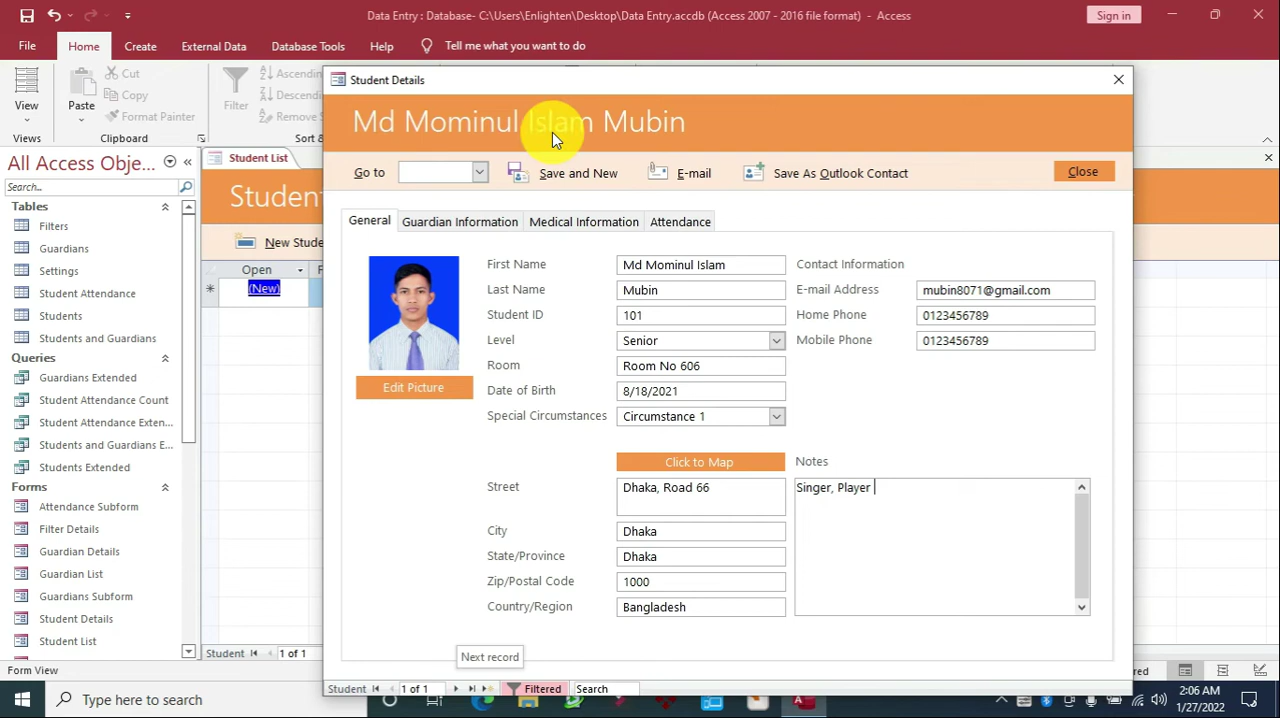 Data Entry : Database- C:\Users\Enlighten\Desktop\Data Entry.accdb (Access 2007 - 2016 file format) - Access
Sign in
File Home Create External Data Database Tools Help Tell me what you want to do
View
Views
Paste
Cut
Copy
Format Painter
Clipboard
Filter
Ascending
Descending
Remove S
Sort &
All Access Obje...
Search...
Tables
Filters
Guardians
Settings
Student Attendance
Students
Students and Guardians
Queries
Guardians Extended
Student Attendance Count
Student Attendance Exten...
Students and Guardians E...
Students Extended
Forms
Attendance Subform
Filter Details
Guardian Details
Guardian List
Guardians Subform
Student Details
Student List
Student List
Student
New Stude
Open
(New)
Student 1 of 1
Student Details
Md Mominul Islam Mubin
Go to
Save and New
E-mail
Save As Outlook Contact
Close
General Guardian Information Medical Information Attendance
Edit Picture
First Name Md Mominul Islam
Last Name Mubin
Student ID 101
Level Senior
Room Room No 606
Date of Birth 8/18/2021
Special Circumstances Circumstance 1
Contact Information
E-mail Address mubin8071@gmail.com
Home Phone 0123456789
Mobile Phone 0123456789
Click to Map
Street Dhaka, Road 66
City Dhaka
State/Province Dhaka
Zip/Postal Code 1000
Country/Region Bangladesh
Notes
Singer, Player
Next record
Student 1 of 1 Filtered Search
Form View
Type here to search
2:06 AM
1/27/2022